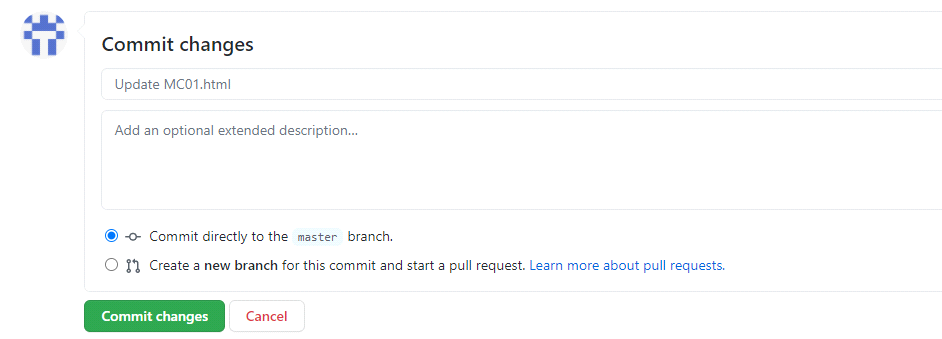 Commit changes
Update MC01.html
Add an optional extended description...
Commit directly to the master branch.
Create a new branch for this commit and start a pull request. Learn more about pull requests.
Commit changes
Cancel